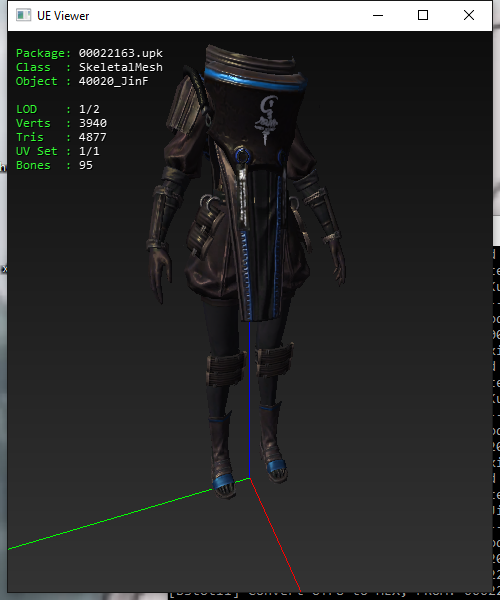 UE Viewer
Package: 00022163.upk
Class : SkeletalMesh
Object : 40020_JinF
LOD : 1/2
Verts : 3940
Tris : 4877
UV Set : 1/1
Bones : 95